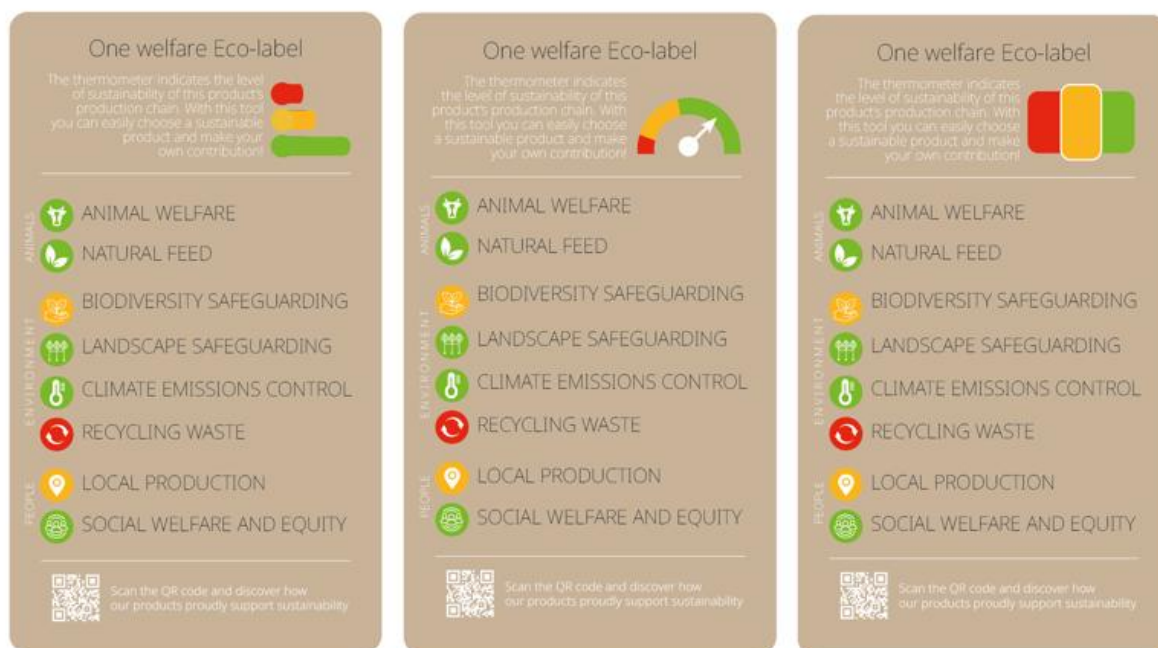 One welfare Eco-label
The thermometer indicates the level
of sustainability of this product's
production chain. With this tool
you can easily choose a sustainable
product and make your
own contribution!
ANIMALS
ANIMAL WELFARE
NATURAL FEED
ENVIRONMENT
BIODIVERSITY SAFEGUARDING
LANDSCAPE SAFEGUARDING
CLIMATE EMISSIONS CONTROL
RECYCLING WASTE
PEOPLE
LOCAL PRODUCTION
SOCIAL WELFARE AND EQUITY
Scan the QR code and discover how
our products proudly support sustainability
One welfare Eco-label
The thermometer indicates
the level of sustainability of this
product's production chain. With
this tool you can easily choose
a sustainable product and make
your own contribution!
ANIMALS
ANIMAL WELFARE
NATURAL FEED
ENVIRONMENT
BIODIVERSITY SAFEGUARDING
LANDSCAPE SAFEGUARDING
CLIMATE EMISSIONS CONTROL
RECYCLING WASTE
PEOPLE
LOCAL PRODUCTION
SOCIAL WELFARE AND EQUITY
Scan the QR code and discover how
our products proudly support sustainability
One welfare Eco-label
The thermometer indicates
the level of sustainability of this
product's production chain. With
this tool you can easily choose
a sustainable product and make
your own contribution!
ANIMALS
ANIMAL WELFARE
NATURAL FEED
ENVIRONMENT
BIODIVERSITY SAFEGUARDING
LANDSCAPE SAFEGUARDING
CLIMATE EMISSIONS CONTROL
RECYCLING WASTE
PEOPLE
LOCAL PRODUCTION
SOCIAL WELFARE AND EQUITY
Scan the QR code and discover how
our products proudly support sustainability